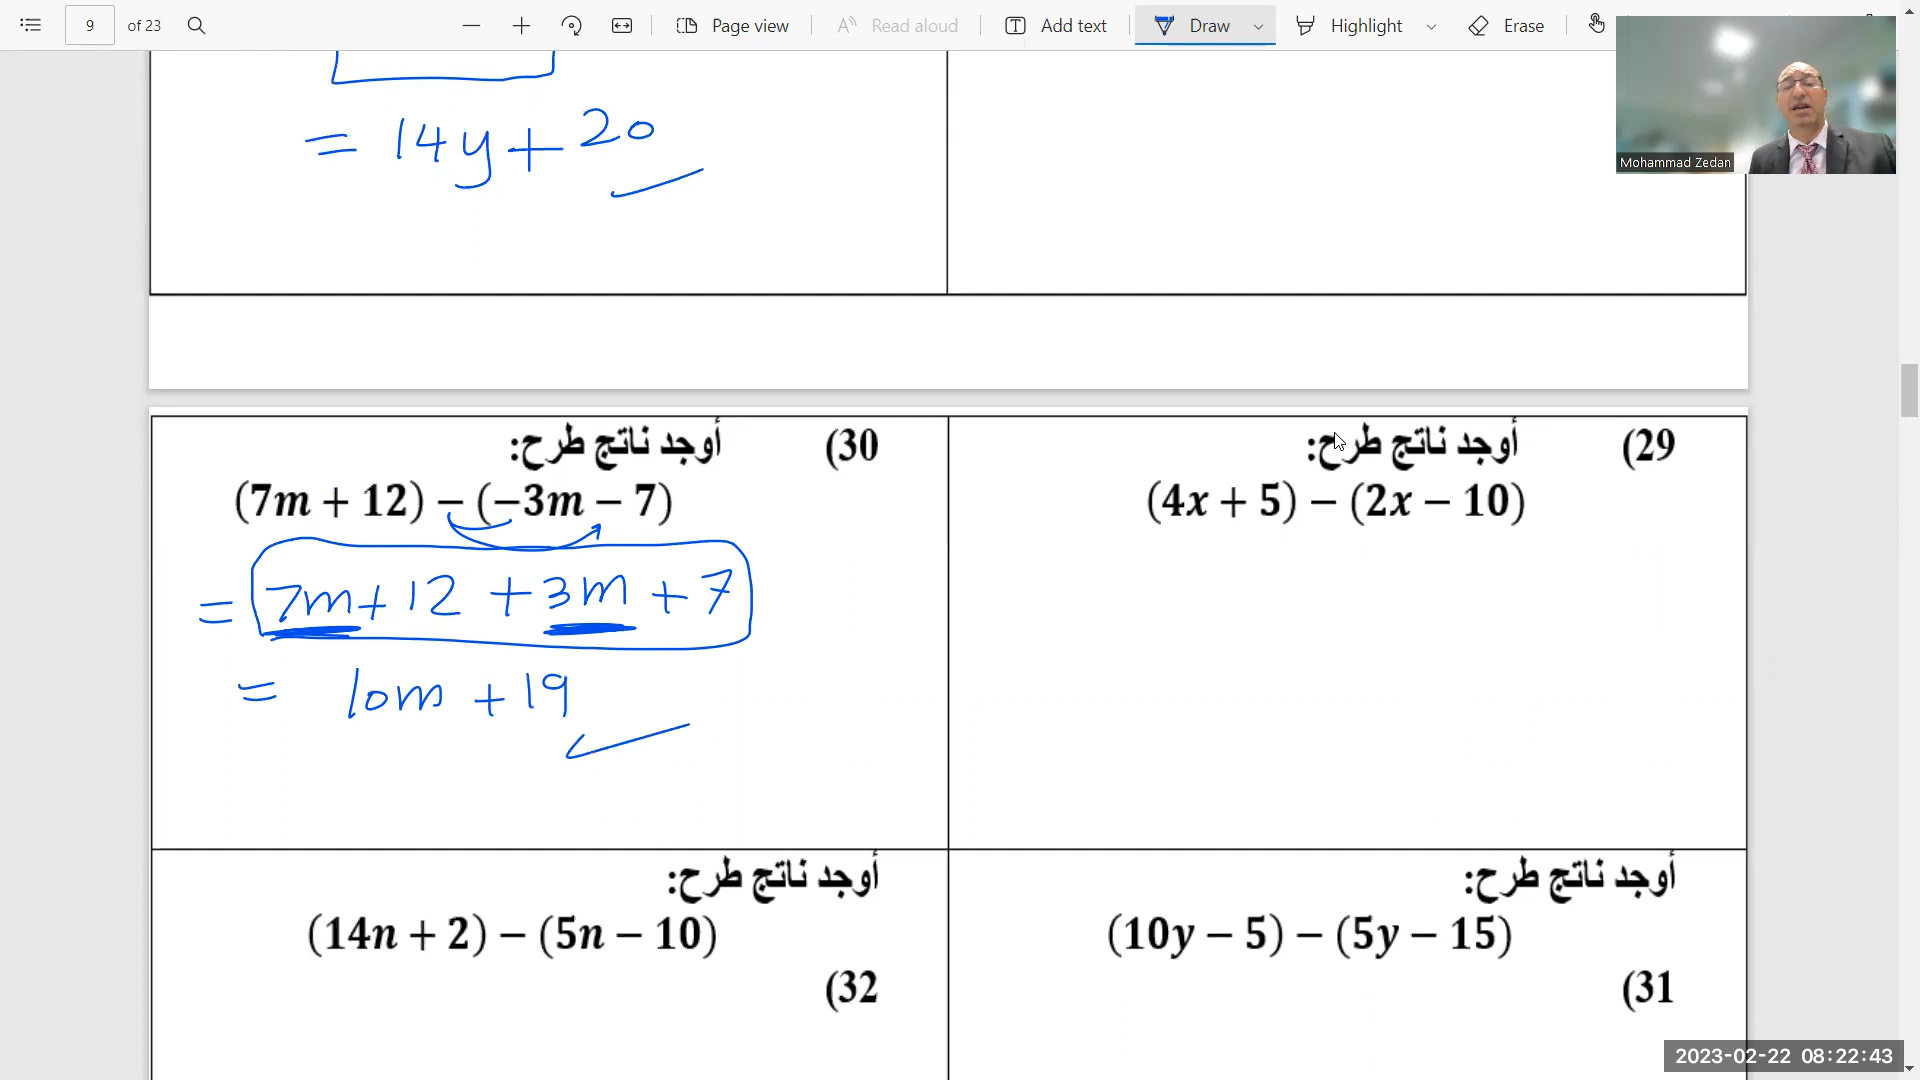 9 of 23 Page view Read aloud Add text Draw Highlight Erase
Mohammad Zedan
= 14y + 20
29) أوجد ناتج طرح:
(4x + 5) − (2x − 10)
30) أوجد ناتج طرح:
(7m + 12) − (−3m − 7)
= 7m + 12 + 3m + 7
= 10m + 19
أوجد ناتج طرح:
(10y − 5) − (5y − 15)
31)
أوجد ناتج طرح:
(14n + 2) − (5n − 10)
32)
2023-02-22 08:22:43